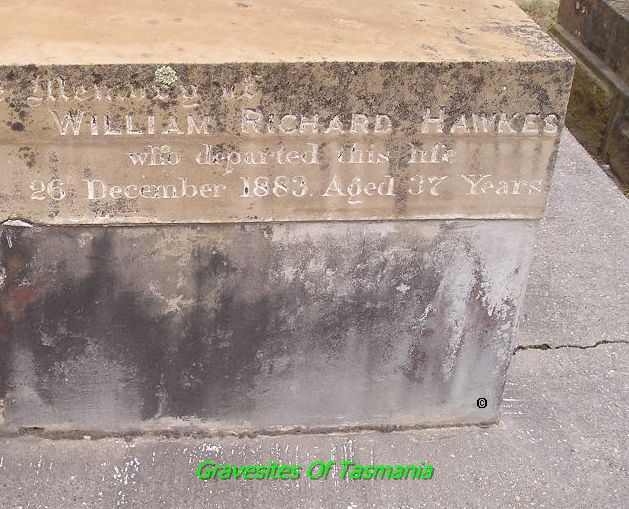 Memory of
WILLIAM RICHARD HAWKES
who departed this life
26 December 1883. Aged 37 Years
©
Gravesites Of Tasmania